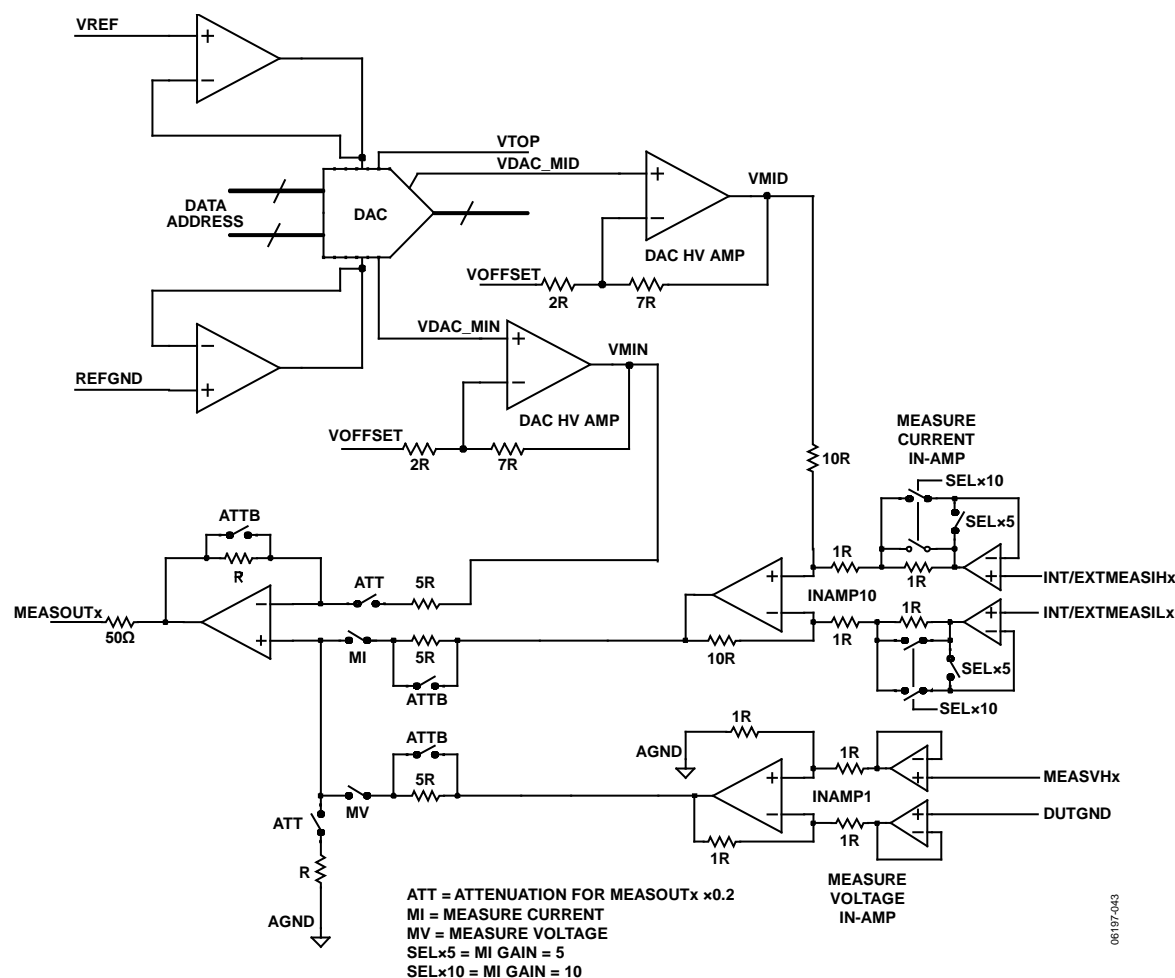 VREF
+
−
VTOP
VDAC_MID
VMID
+
−
DATA
ADDRESS
DAC
DAC HV AMP
VOFFSET
2R
7R
VDAC_MIN
VMIN
−
+
+
−
REFGND
DAC HV AMP
VOFFSET
2R
7R
MEASURE
CURRENT
IN-AMP
10R
SEL×10
ATTB
SEL×5
R
ATT
5R
1R
1R
−
+
INT/EXTMEASIHx
+
−
INAMP10
MEASOUTx
50Ω
−
+
1R
+
−
INT/EXTMEASILx
MI
5R
10R
1R
SEL×5
ATTB
SEL×10
1R
ATTB
AGND
1R
−
+
MEASVHx
5R
+
−
INAMP1
MV
+
−
DUTGND
ATT
1R
1R
R
MEASURE
VOLTAGE
IN-AMP
AGND
ATT = ATTENUATION FOR MEASOUTx ×0.2
MI = MEASURE CURRENT
MV = MEASURE VOLTAGE
SEL×5 = MI GAIN = 5
SEL×10 = MI GAIN = 10
06197-043